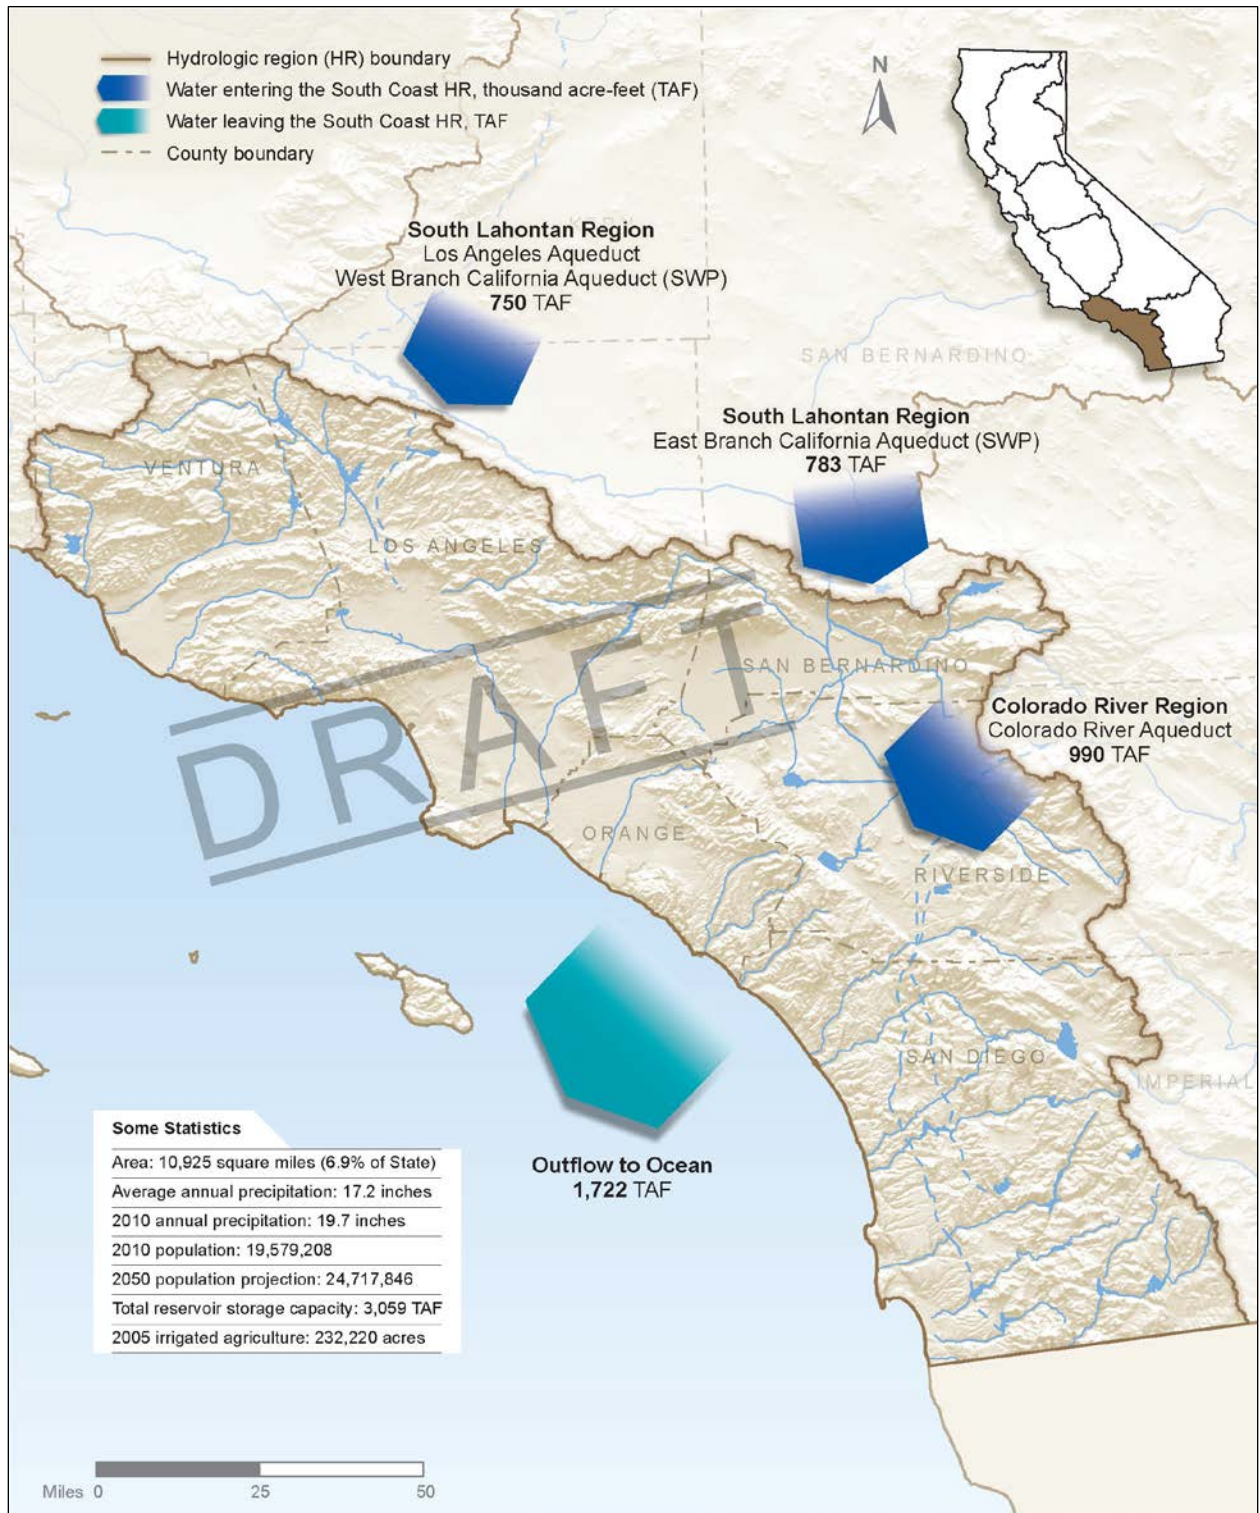 Hydrologic region (HR) boundary
Water entering the South Coast HR, thousand acre-feet (TAF)
Water leaving the South Coast HR, TAF
County boundary
N
KERN
South Lahontan Region
Los Angeles Aqueduct
West Branch California Aqueduct (SWP)
750 TAF
SAN BERNARDINO
South Lahontan Region
East Branch California Aqueduct (SWP)
783 TAF
VENTURA
LOS ANGELES
SAN BERNARDINO
DRAFT
Colorado River Region
Colorado River Aqueduct
990 TAF
ORANGE
RIVERSIDE
SAN DIEGO
IMPERIAL
Outflow to Ocean
1,722 TAF
Some Statistics
Area: 10,925 square miles (6.9% of State)
Average annual precipitation: 17.2 inches
2010 annual precipitation: 19.7 inches
2010 population: 19,579,208
2050 population projection: 24,717,846
Total reservoir storage capacity: 3,059 TAF
2005 irrigated agriculture: 232,220 acres
Miles 0 25 50